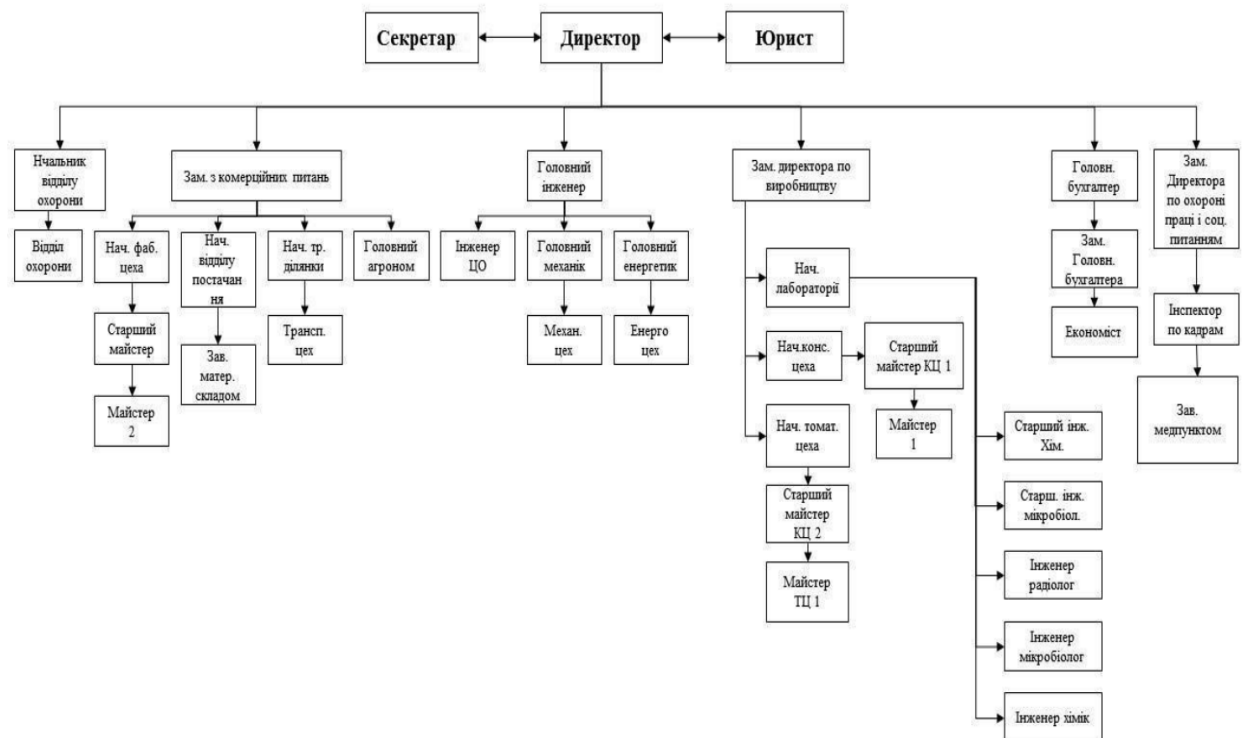 Секретар
Директор
Юрист
Нчальник
відділу
охорони
Зам. з комерційних питань
Головний
інженер
Зам. директора по
виробництву
Головн.
бухгалтер
Зам.
Директора
по охороні
праці і соц.
питанням
Відділ
охорони
Нач. фаб.
цеха
Нач.
відділу
постачан
ня
Нач. тр.
ділянки
Головний
агроном
Інженер
ЦО
Головний
механік
Головний
енергетик
Нач.
лабораторії
Зам.
Головн.
бухгалтера
Старший
майстер
Зав.
матер.
складом
Трансп.
цех
Механ.
цех
Енерго
цех
Нач.конс.
цеха
Старший
майстер КЦ 1
Економіст
Інспектор
по кадрам
Майстер
2
Нач. томат.
цеха
Майстер
1
Старший інж.
Хім.
Зав.
медпунктом
Старший
майстер
КЦ 2
Старш. інж.
мікробіол.
Майстер
ТЦ 1
Інженер
радіолог
Інженер
мікробіолог
Інженер хімік